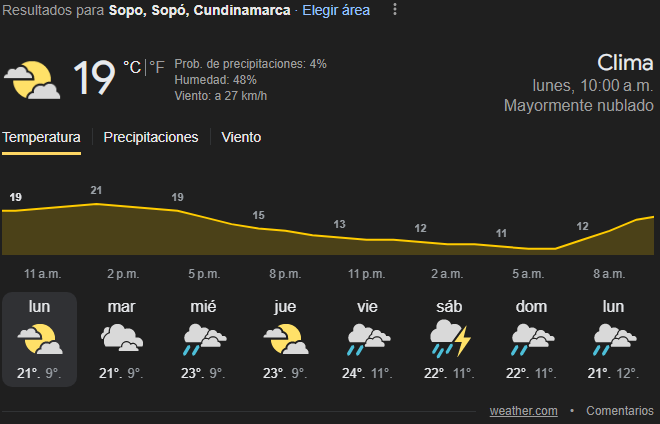 Resultados para Sopo, Sopó, Cundinamarca · Elegir área
19 °C | °F
Prob. de precipitaciones: 4%
Humedad: 48%
Viento: a 27 km/h
Clima
lunes, 10:00 a.m.
Mayormente nublado
Temperatura Precipitaciones Viento
19 21 19 15 13 12 11 12
11 a.m. 2 p.m. 5 p.m. 8 p.m. 11 p.m. 2 a.m. 5 a.m. 8 a.m.
lun mar mié jue vie sáb dom lun
21°. 9°. 21°. 9°. 23°. 9°. 23°. 9°. 24°. 11°. 22°. 11°. 22°. 11°. 21°. 12°.
weather.com • Comentarios